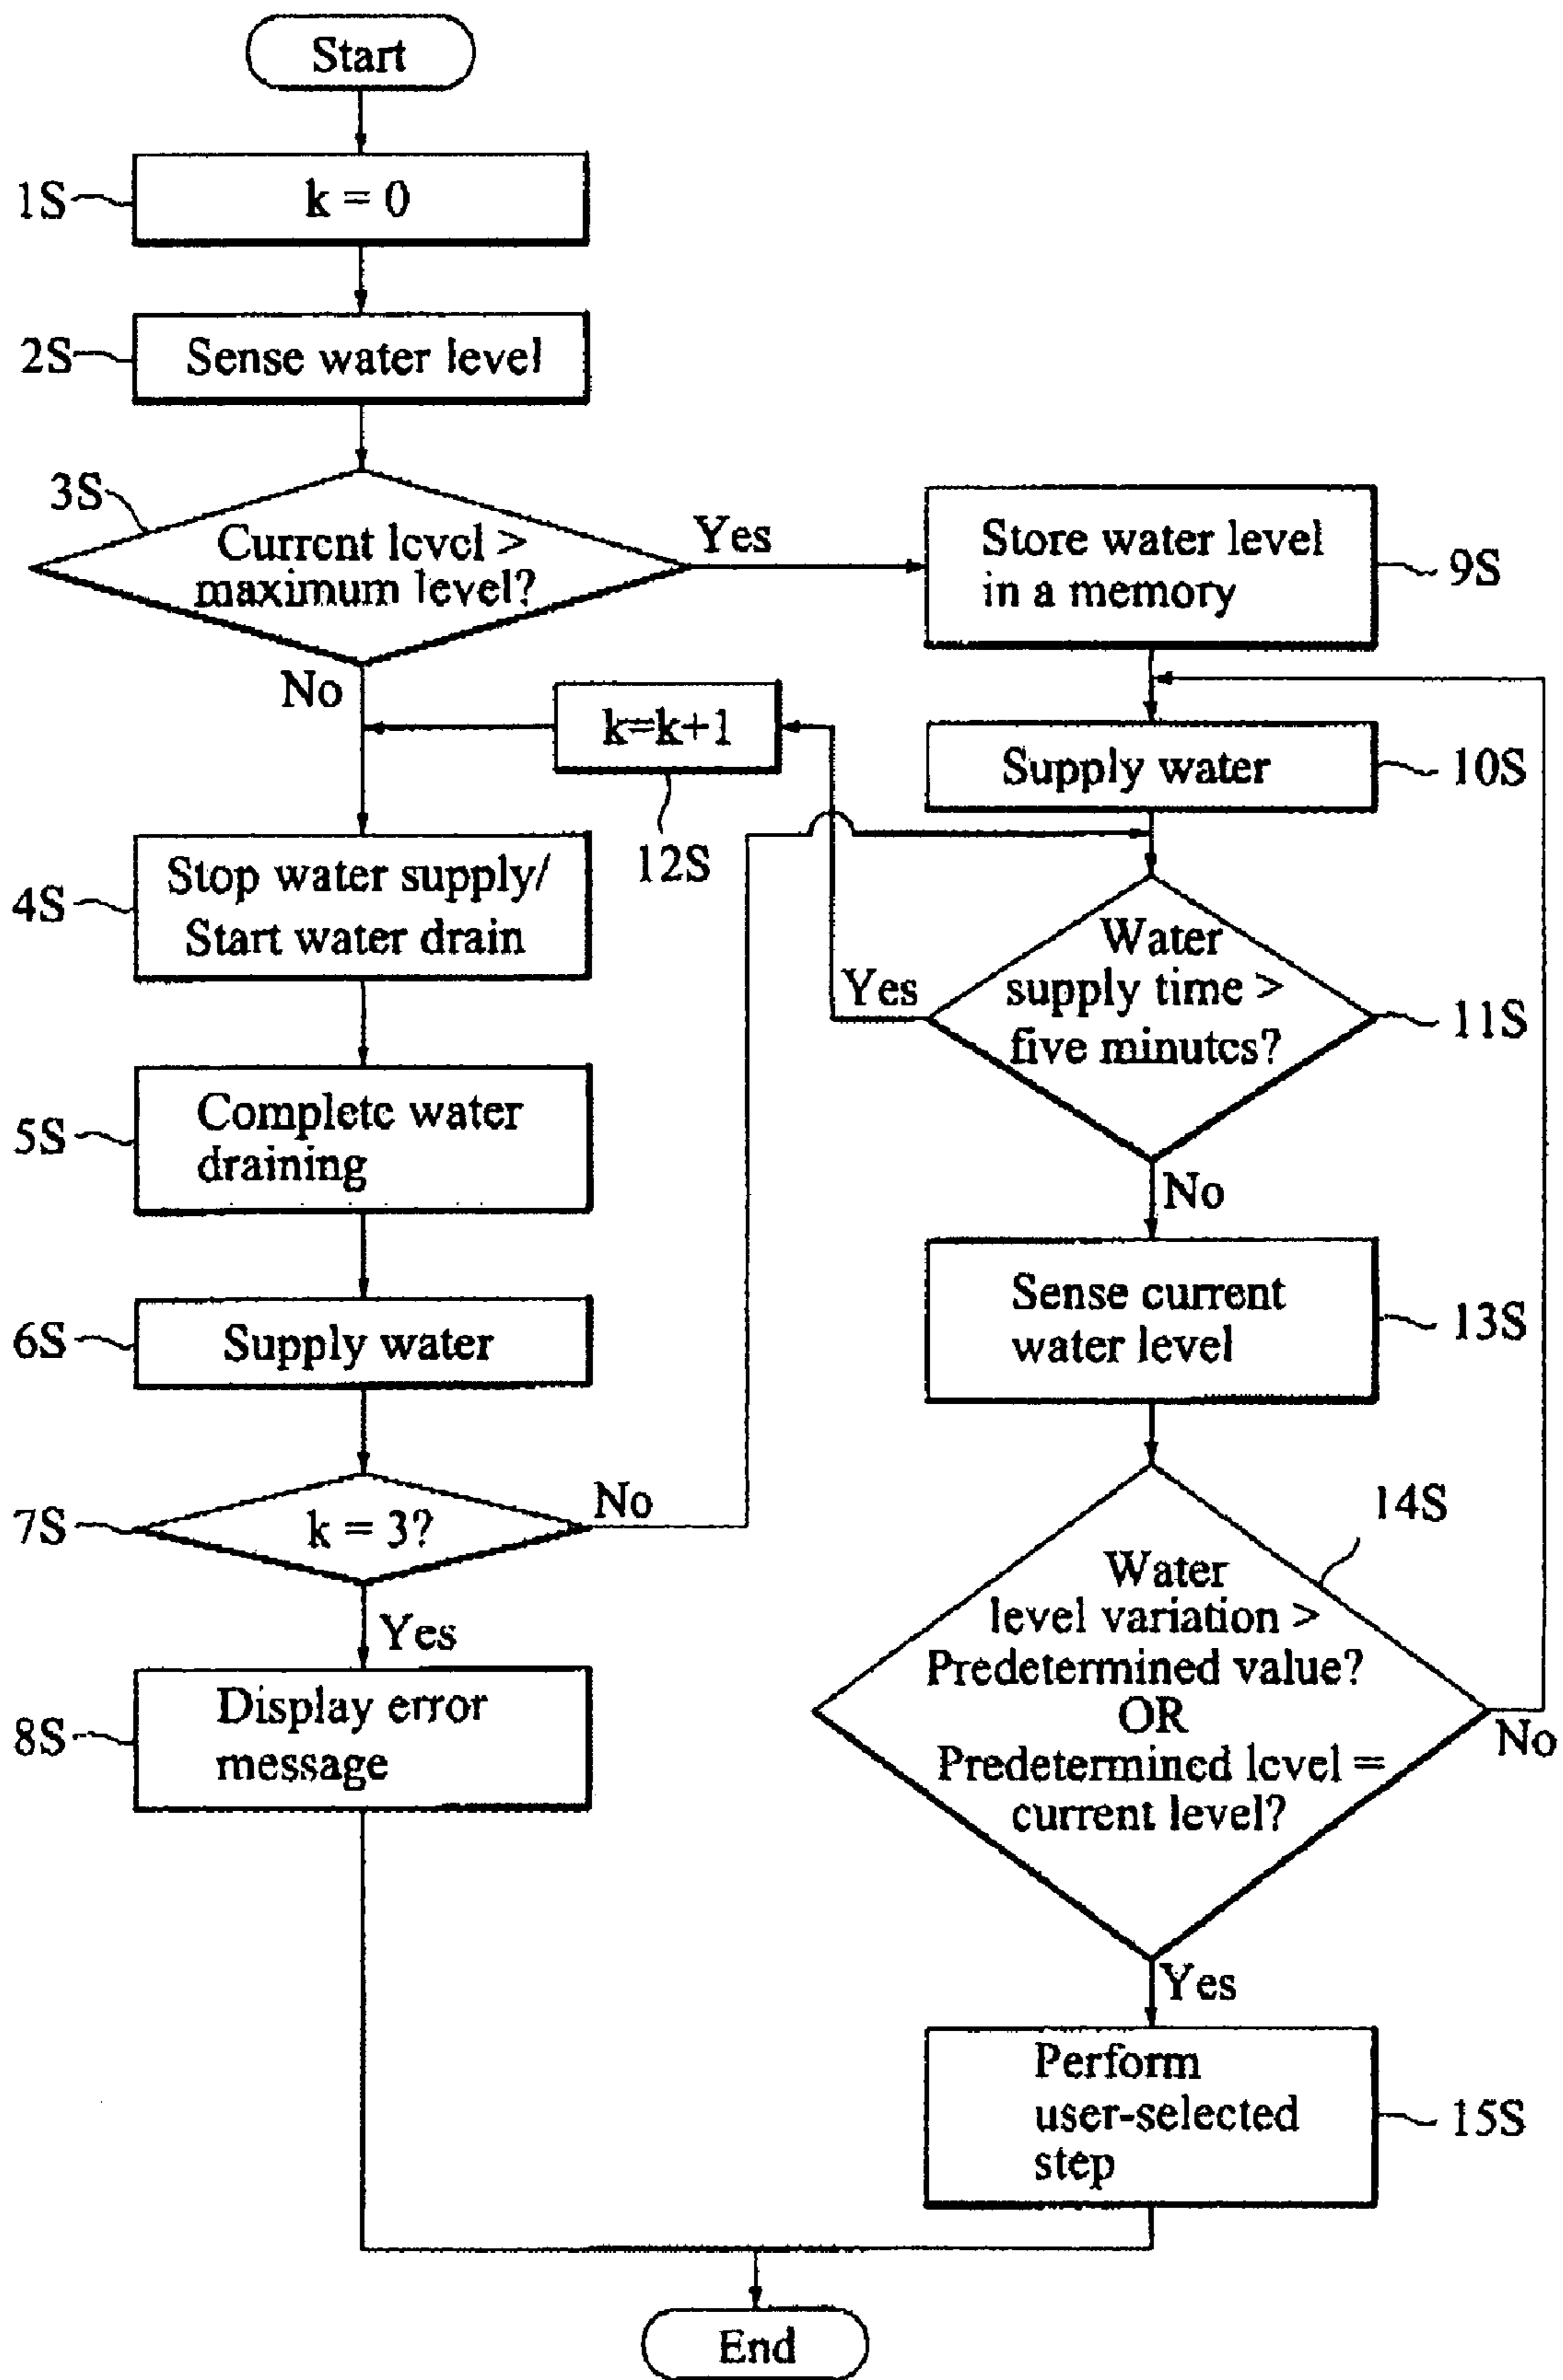 Start
1S
k = 0
2S
Sense water level
3S
Current level >
maximum level?
Yes
No
Store water level
in a memory
9S
k=k+1
12S
Supply water
10S
4S
Stop water supply/
Start water drain
Water
supply time >
five minutes?
Yes
11S
No
5S
Complete water
draining
6S
Supply water
Sense current
water level
13S
7S
k = 3?
No
Yes
14S
Water
level variation >
Predetermined value?
OR
Predetermined level =
current level?
No
Yes
8S
Display error
message
Perform
user-selected
step
15S
End